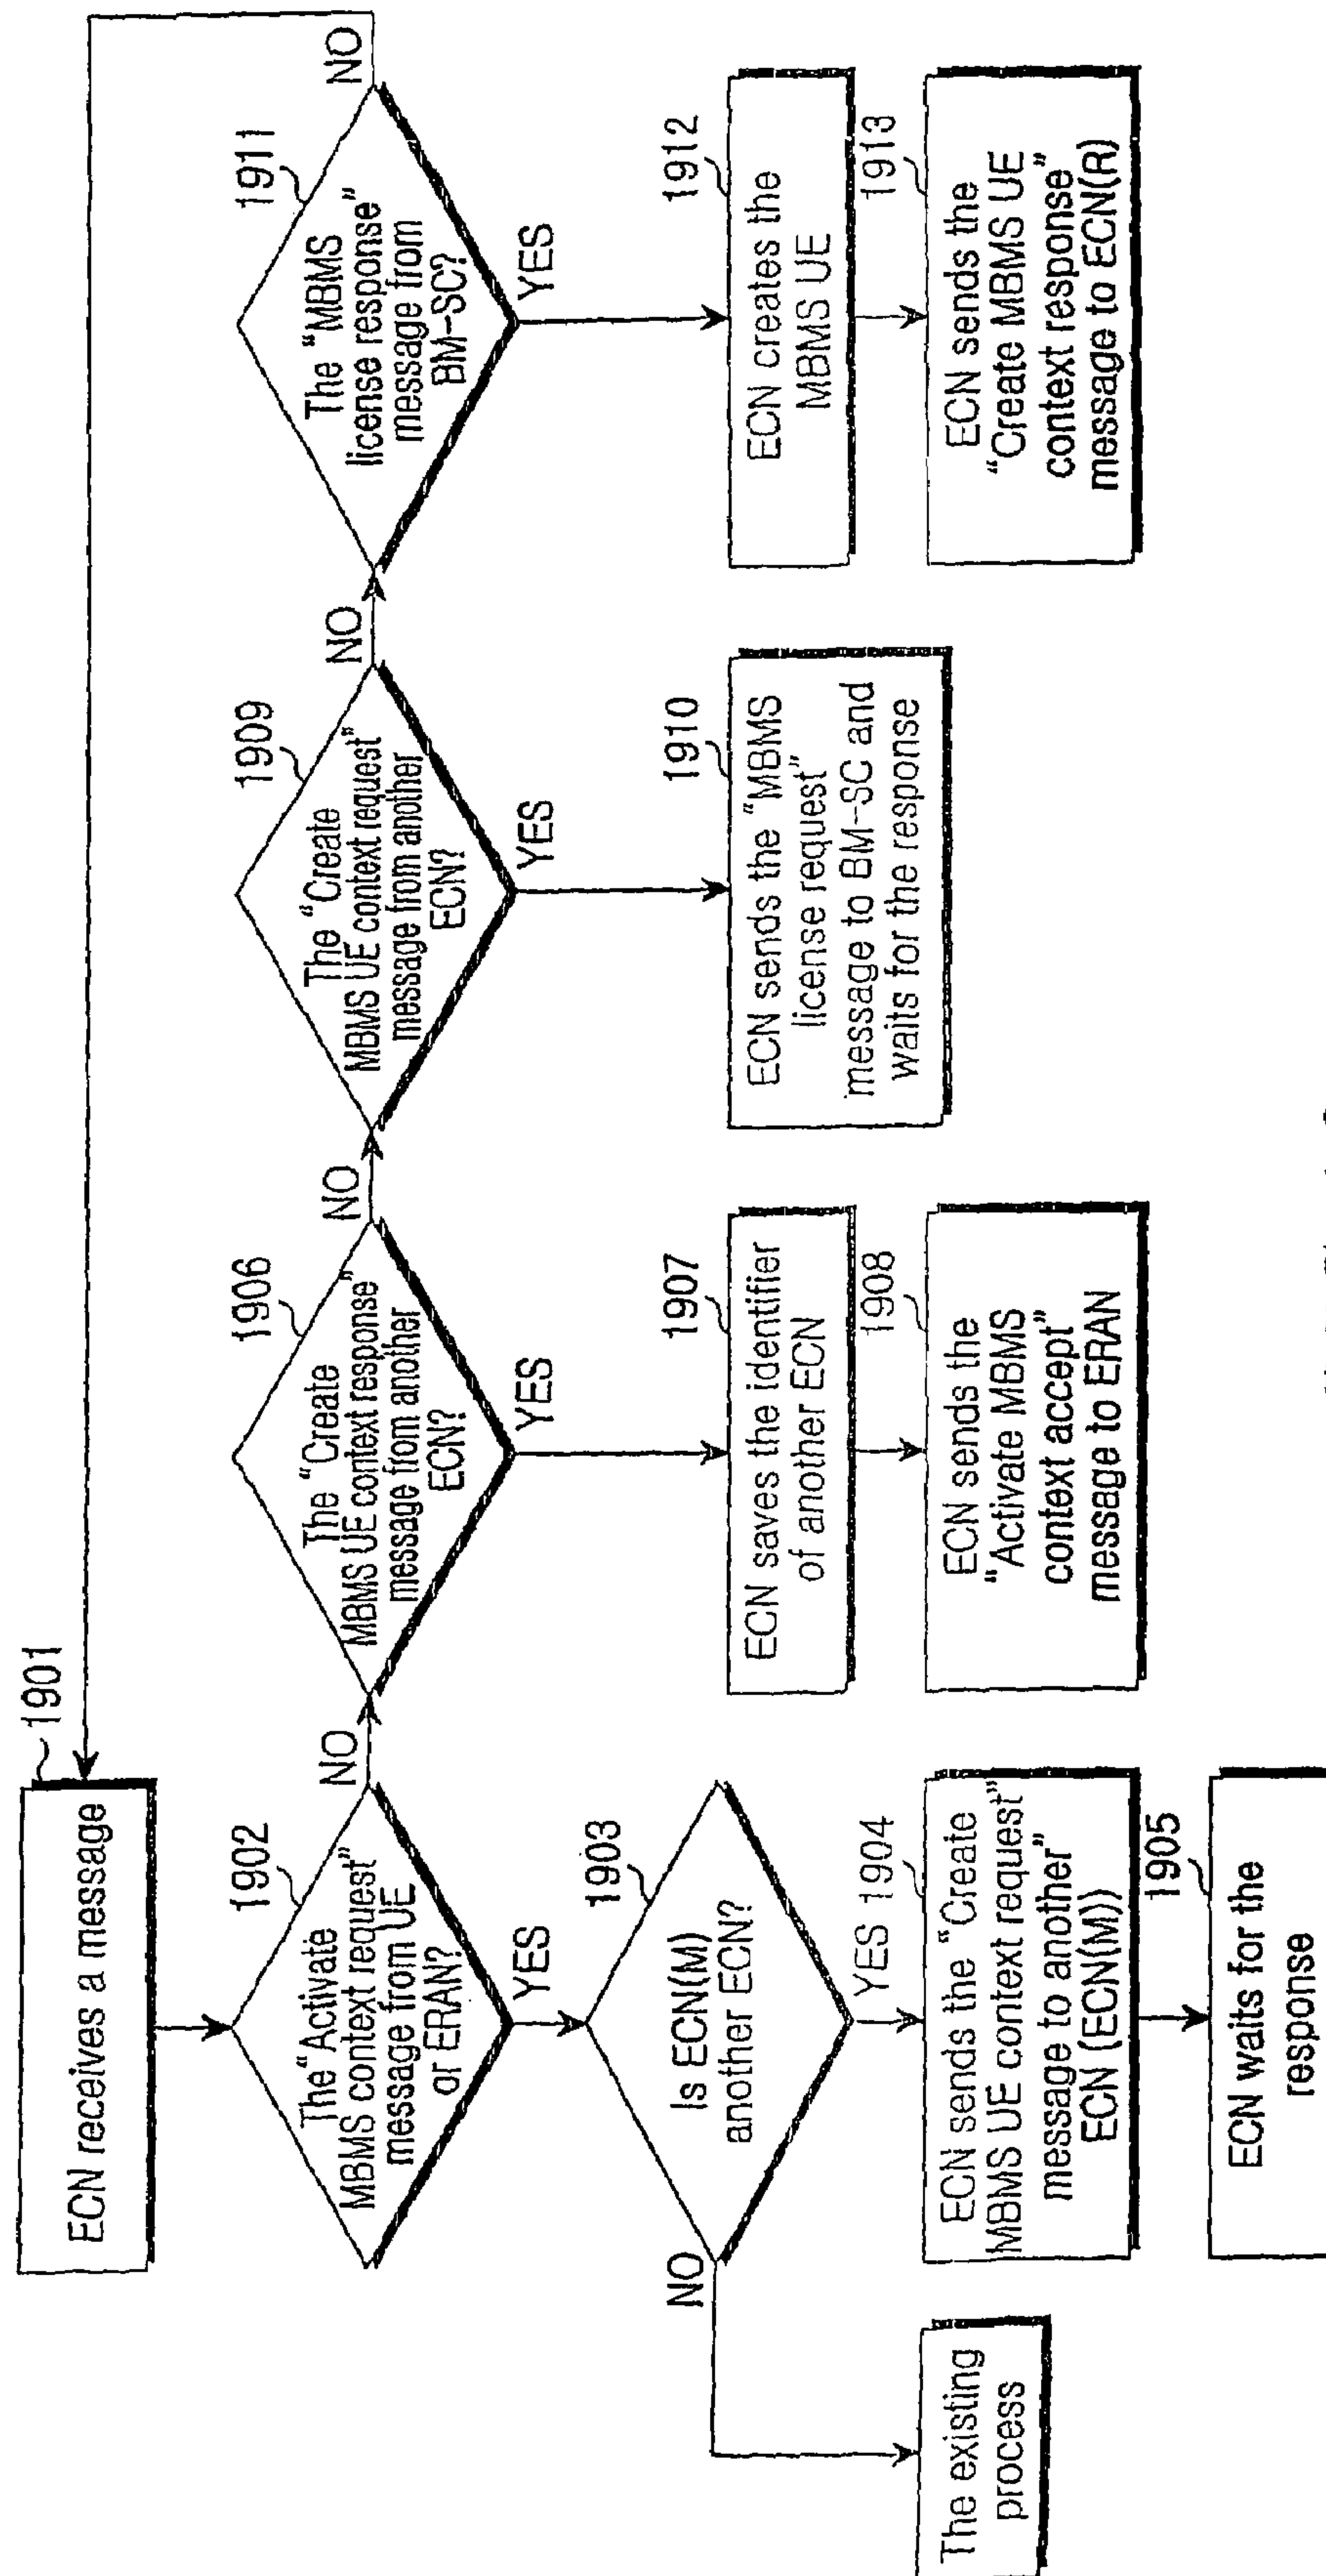 ECN receives a message
1901
The “Activate
MBMS context request”
message from UE
or ERAN?
1902
NO
YES
Is ECN(M)
another ECN?
1903
NO
The existing
process
YES
1904
ECN sends the “Create
MBMS UE context request”
message to another”
ECN (ECN(M))
1905
ECN waits for the
response
The “Create
MBMS UE context response”
message from another
ECN?
1906
NO
YES
1907
ECN saves the identifier
of another ECN
1908
ECN sends the
“Activate MBMS
context accept”
message to ERAN
The “Create
MBMS UE context request”
message from another
ECN?
1909
NO
YES
1910
ECN sends the “MBMS
license request”
message to BM-SC and
waits for the response
The “MBMS
license response”
message from
BM-SC?
1911
NO
YES
1912
ECN creates the
MBMS UE
1913
ECN sends the
“Create MBMS UE
context response”
message to ECN(R)